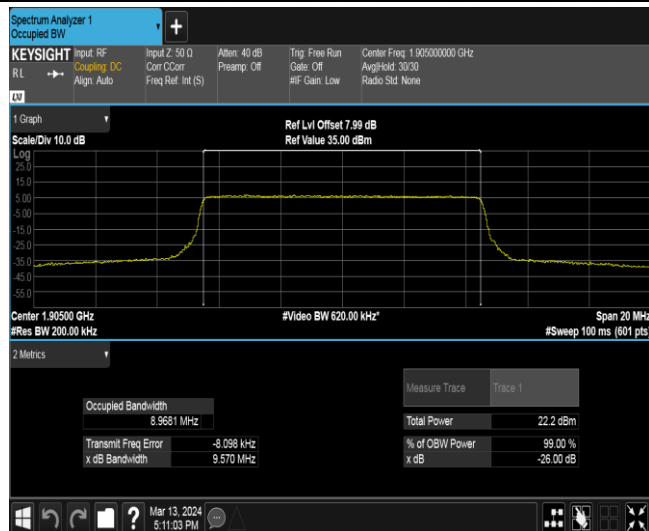 Spectrum Analyzer 1
Occupied BW
+
KEYSIGHT
RL
Input: RF
Coupling: DC
Align: Auto
Input Z: 50 Ω
Corr CCorr
Freq Ref: Int (S)
Atten: 40 dB
Preamp: Off
Trig: Free Run
Gate: Off
#IF Gain: Low
Center Freq: 1.905000000 GHz
Avg|Hold: 30/30
Radio Std: None
LXI
1 Graph
Scale/Div 10.0 dB
Ref Lvl Offset 7.99 dB
Ref Value 35.00 dBm
Log
25.0
15.0
5.00
-5.00
-15.0
-25.0
-35.0
-45.0
-55.0
Center 1.90500 GHz
#Res BW 200.00 kHz
#Video BW 620.00 kHz*
Span 20 MHz
#Sweep 100 ms (601 pts)
2 Metrics
Measure Trace Trace 1
Occupied Bandwidth
8.9681 MHz
Total Power 22.2 dBm
Transmit Freq Error -8.098 kHz
% of OBW Power 99.00 %
x dB Bandwidth 9.570 MHz
x dB -26.00 dB
?
Mar 13, 2024
5:11:03 PM